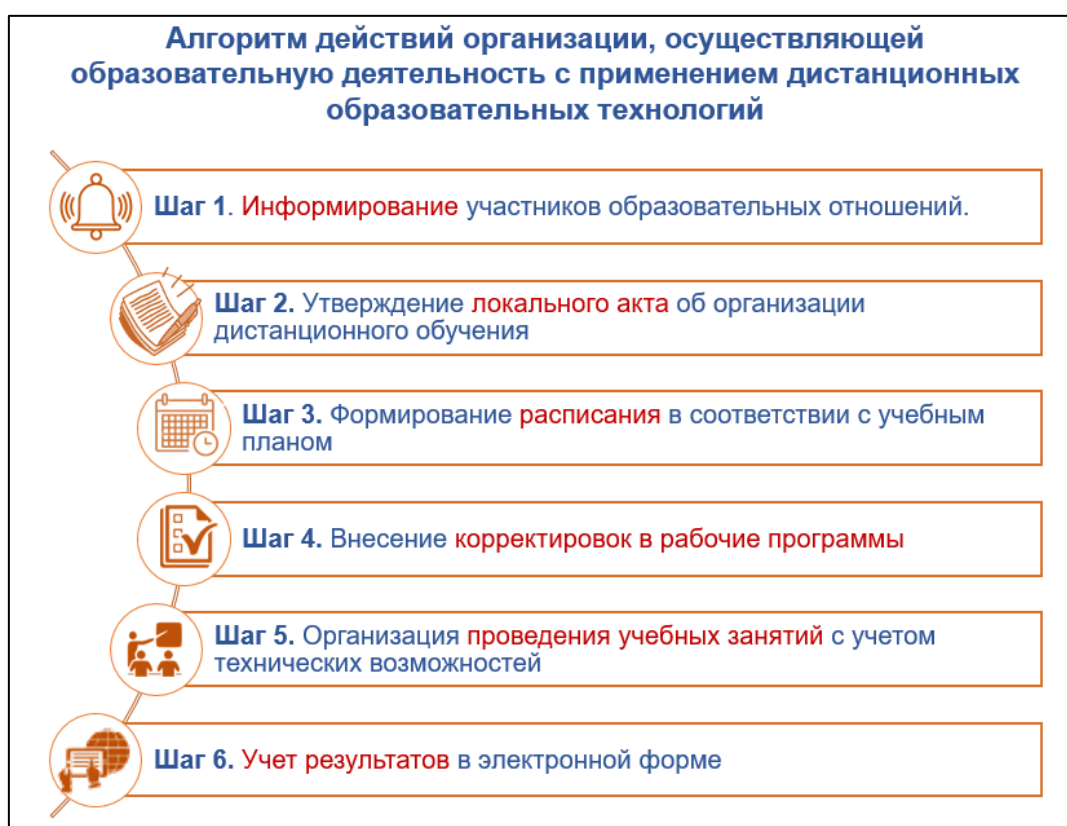 Алгоритм действий организации, осуществляющей
образовательную деятельность с применением дистанционных
образовательных технологий
Шаг 1. Информирование участников образовательных отношений.
Шаг 2. Утверждение локального акта об организации
дистанционного обучения
Шаг 3. Формирование расписания в соответствии с учебным
планом
Шаг 4. Внесение корректировок в рабочие программы
Шаг 5. Организация проведения учебных занятий с учетом
технических возможностей
Шаг 6. Учет результатов в электронной форме